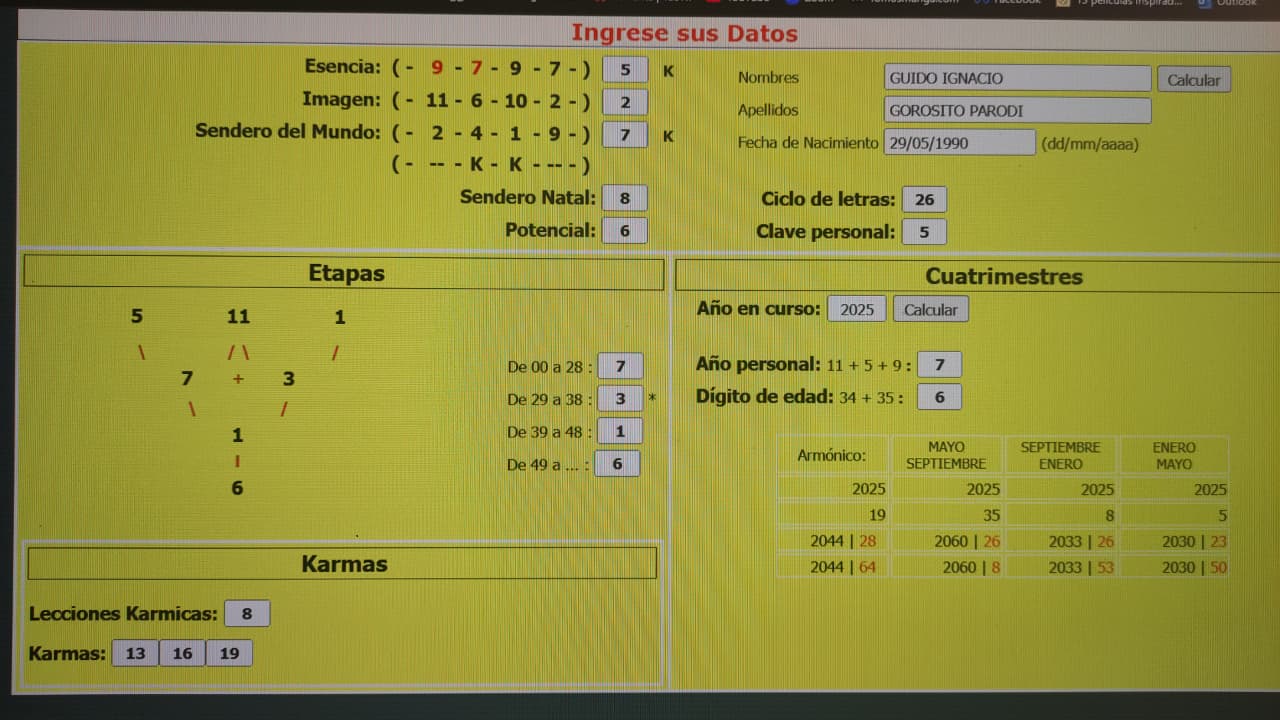 Facebook
15 películas inspirad...
Outlook
Ingrese sus Datos
Esencia: ( - 9 - 7 - 9 - 7 - ) 5 K
Imagen: ( - 11 - 6 - 10 - 2 - ) 2
Sendero del Mundo: ( - 2 - 4 - 1 - 9 - ) 7 K
( - -- - K - K - -- - )
Sendero Natal: 8
Potencial: 6
Nombres GUIDO IGNACIO Calcular
Apellidos GOROSITO PARODI
Fecha de Nacimiento 29/05/1990 (dd/mm/aaaa)
Ciclo de letras: 26
Clave personal: 5
Etapas
5 11 1
\ / \ /
7 + 3
\ /
1
I
6
De 00 a 28 : 7
De 29 a 38 : 3 *
De 39 a 48 : 1
De 49 a ... : 6
Karmas
Lecciones Karmicas: 8
Karmas: 13 16 19
Cuatrimestres
Año en curso: 2025 Calcular
Año personal: 11 + 5 + 9 : 7
Dígito de edad: 34 + 35 : 6
Armónico: MAYO SEPTIEMBRE ENERO
SEPTIEMBRE ENERO MAYO
2025 2025 2025 2025
19 35 8 5
2044 | 28 2060 | 26 2033 | 26 2030 | 23
2044 | 64 2060 | 8 2033 | 53 2030 | 50